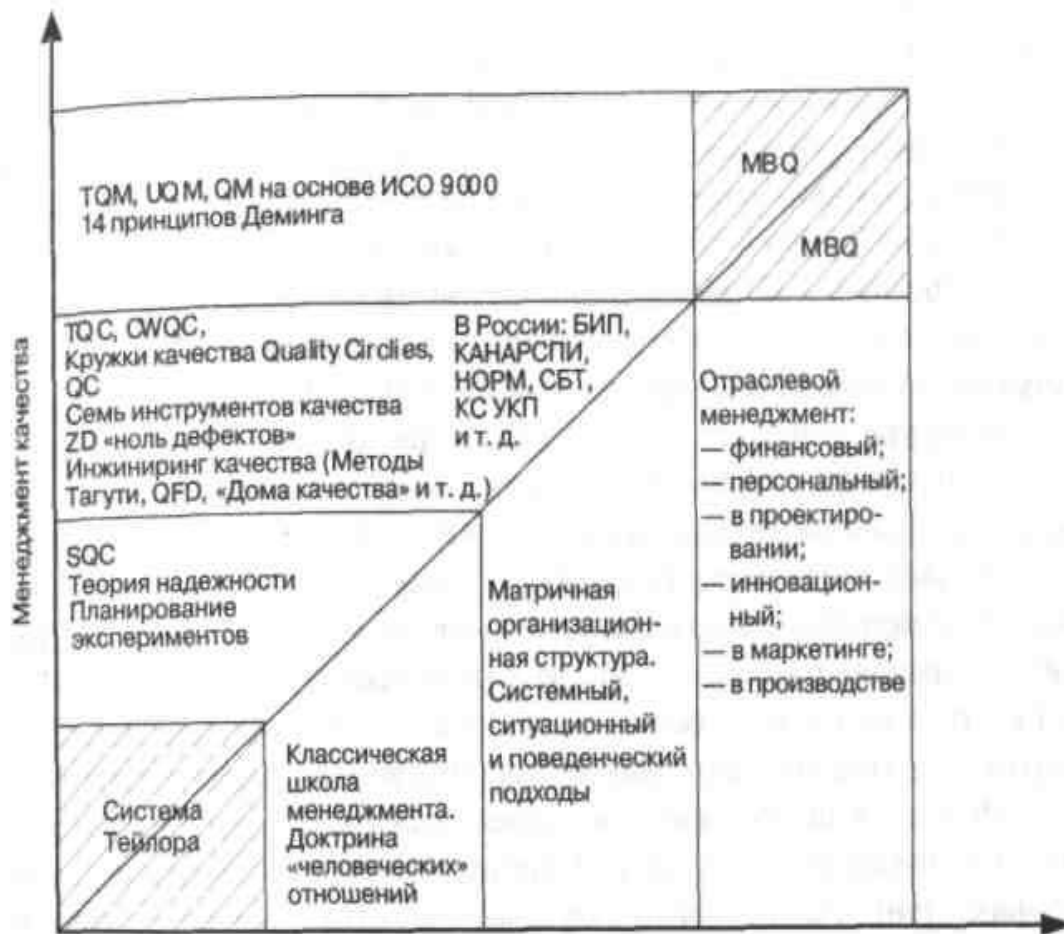 Менеджмент качества
TQM, UQM, QM на основе ИСО 9000
14 принципов Деминга
MBQ
MBQ
TQC, CWQC,
Кружки качества Quality Circlies,
QC
Семь инструментов качества
ZD «ноль дефектов»
Инжиниринг качества (Методы
Тагути, QFD, «Дома качества» и т. д.)
В России: БИП,
КАНАРСПИ,
НОРМ, СБТ,
КС УКП
и т. д.
Отраслевой
менеджмент:
— финансовый;
— персональный;
— в проектиро-
вании;
— инновацион-
ный;
— в маркетинге;
— в производстве
SQC
Теория надежности
Планирование
экспериментов
Матричная
организацион-
ная структура.
Системный,
ситуационный
и поведенческий
подходы
Система
Тейлора
Классическая
школа
менеджмента.
Доктрина
«человеческих»
отношений